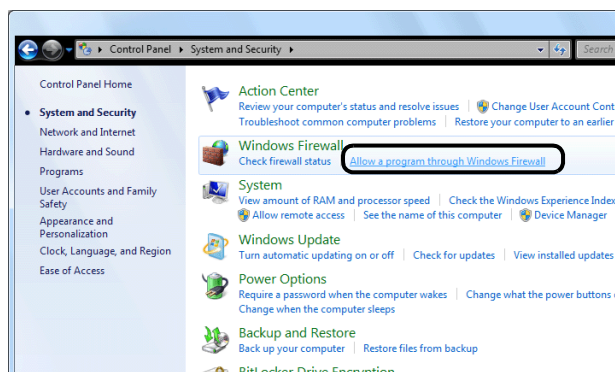 Control Panel ▸ System and Security ▸
Search
Control Panel Home
System and Security
Network and Internet
Hardware and Sound
Programs
User Accounts and Family
Safety
Appearance and
Personalization
Clock, Language, and Region
Ease of Access
Action Center
Review your computer's status and resolve issues Change User Account Cont
Troubleshoot common computer problems Restore your computer to an earlier
Windows Firewall
Check firewall status Allow a program through Windows Firewall
System
View amount of RAM and processor speed Check the Windows Experience Index
Allow remote access See the name of this computer Device Manager
Windows Update
Turn automatic updating on or off Check for updates View installed updates
Power Options
Require a password when the computer wakes Change what the power buttons
Change when the computer sleeps
Backup and Restore
Back up your computer Restore files from backup
BitLocker Drive Encryption